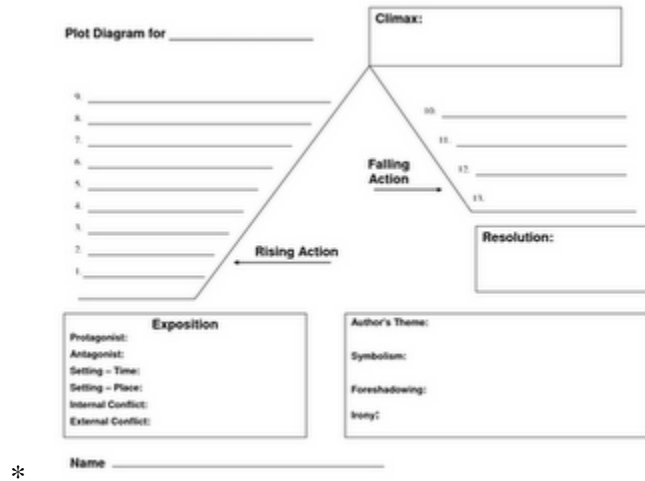 Plot Diagram for
Climax:
9.
8.
7.
6.
5.
4.
3.
2.
1.
10.
11.
12.
13.
Falling
Action
Rising Action
Resolution:
Exposition
Protagonist:
Antagonist:
Setting – Time:
Setting – Place:
Internal Conflict:
External Conflict:
Author's Theme:
Symbolism:
Foreshadowing:
Irony:
Name
*